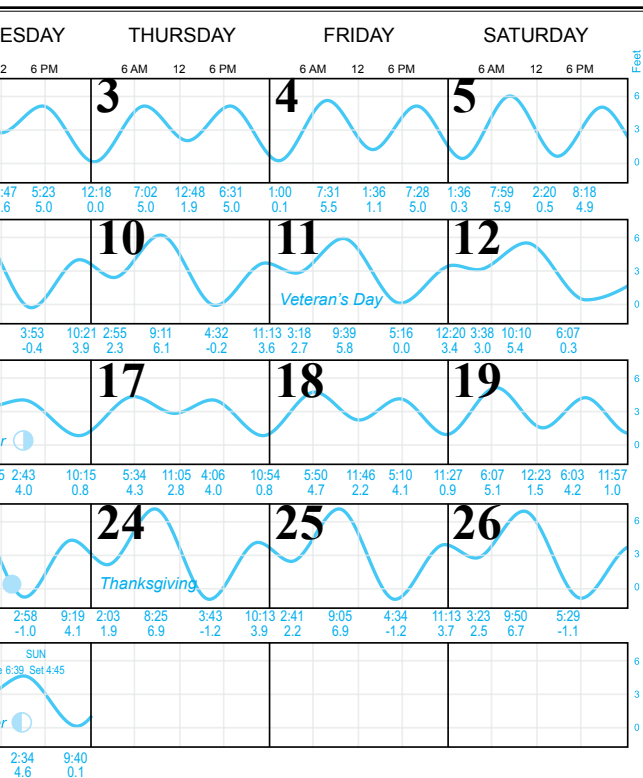 ESDAY THURSDAY FRIDAY SATURDAY
2 6 PM 6 AM 12 6 PM 6 AM 12 6 PM 6 AM 12 6 PM Feet
3 4 5
6
3
0
:47 5:23 12:18 7:02 12:48 6:31 1:00 7:31 1:36 7:28 1:36 7:59 2:20 8:18
.6 5.0 0.0 5.0 1.9 5.0 0.1 5.5 1.1 5.0 0.3 5.9 0.5 4.9
10 11 12
6
3
Veteran's Day
0
3:53 10:21 2:55 9:11 4:32 11:13 3:18 9:39 5:16 12:20 3:38 10:10 6:07
-0.4 3.9 2.3 6.1 -0.2 3.6 2.7 5.8 0.0 3.4 3.0 5.4 0.3
17 18 19
6
3
r 0
5 2:43 10:15 5:34 11:05 4:06 10:54 5:50 11:46 5:10 11:27 6:07 12:23 6:03 11:57
4.0 0.8 4.3 2.8 4.0 0.8 4.7 2.2 4.1 0.9 5.1 1.5 4.2 1.0
24 25 26
6
3
Thanksgiving 0
2:58 9:19 2:03 8:25 3:43 10:13 2:41 9:05 4:34 11:13 3:23 9:50 5:29
-1.0 4.1 1.9 6.9 -1.2 3.9 2.2 6.9 -1.2 3.7 2.5 6.7 -1.1
SUN
e 6:39 Set 4:45
6
3
r 0
2:34 9:40
4.6 0.1